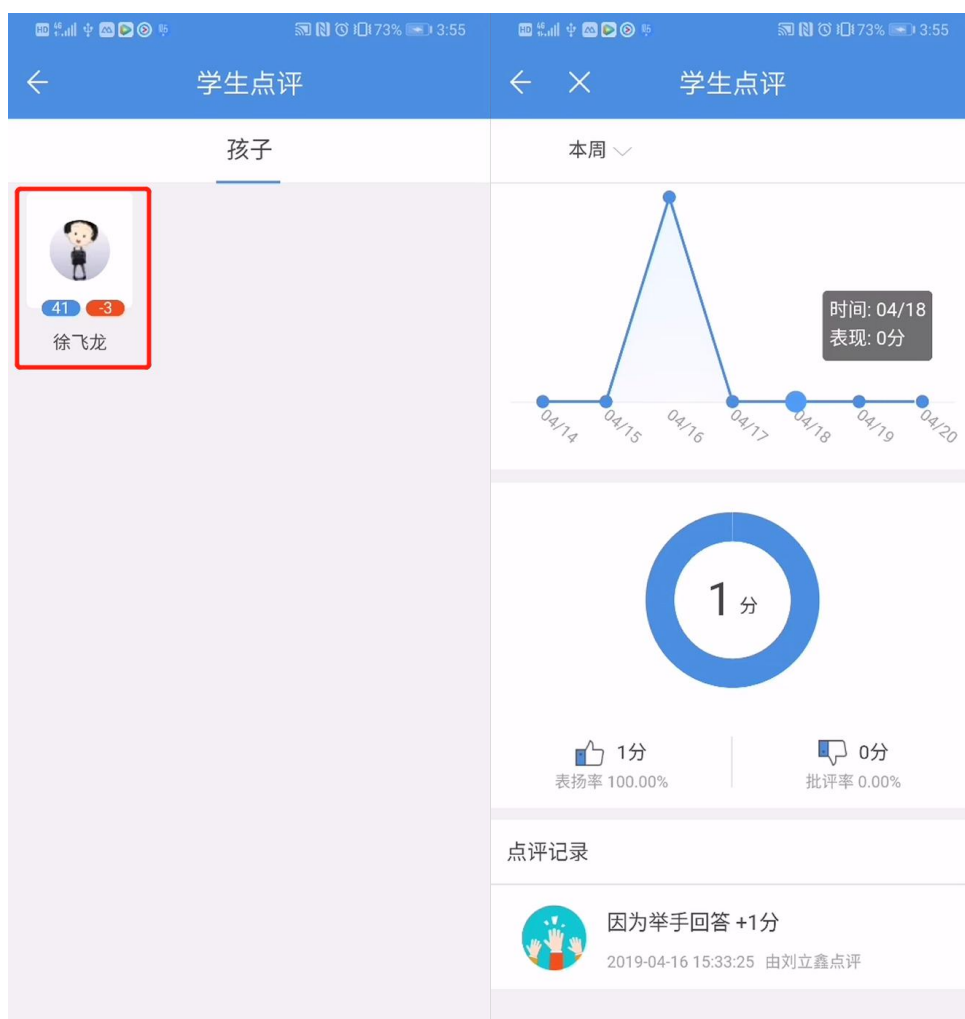 HD 73% 3:55
学生点评
孩子
41 -3
徐飞龙
HD 73% 3:55
学生点评
本周
时间: 04/18
表现: 0分
04/14 04/15 04/16 04/17 04/18 04/19 04/20
1 分
1分 0分
表扬率 100.00% 批评率 0.00%
点评记录
因为举手回答 +1分
2019-04-16 15:33:25 由刘立鑫点评